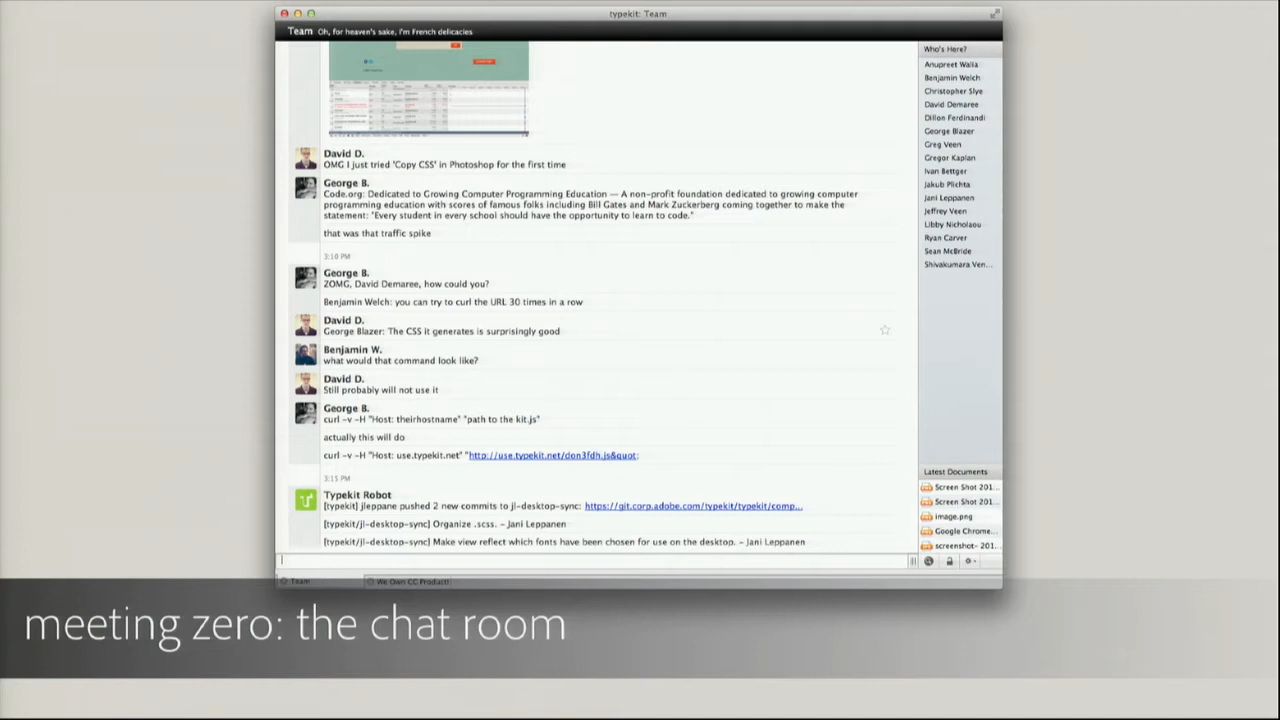 typekit: Team
Team Oh, for heaven's sake, i'm French delicacies
David D.
OMG I just tried 'Copy CSS' in Photoshop for the first time
George B.
Code.org: Dedicated to Growing Computer Programming Education — A non-profit foundation dedicated to growing computer
programming education with scores of famous folks including Bill Gates and Mark Zuckerberg coming together to make the
statement: "Every student in every school should have the opportunity to learn to code."
that was that traffic spike
3:10 PM
George B.
ZOMG, David Demaree, how could you?
Benjamin Welch: you can try to curl the URL 30 times in a row
David D.
George Blazer: The CSS it generates is surprisingly good
Benjamin W.
what would that command look like?
David D.
Still probably will not use it
George B.
curl -v -H "Host: theirhostname" "path to the kit.js"
actually this will do
curl -v -H "Host: use.typekit.net" "http://use.typekit.net/don3fdh.js&quot;
3:15 PM
Typekit Robot
[typekit] jleppane pushed 2 new commits to jl-desktop-sync: https://git.corp.adobe.com/typekit/typekit/comp...
[typekit/jl-desktop-sync] Organize .scss. - Jani Leppanen
[typekit/jl-desktop-sync] Make view reflect which fonts have been chosen for use on the desktop. - Jani Leppanen
Who's Here?
Anupreet Walia
Benjamin Welch
Christopher Slye
David Demaree
Dillon Ferdinandi
George Blazer
Greg Veen
Gregor Kaplan
Ivan Bettger
Jakub Plichta
Jani Leppanen
Jeffrey Veen
Libby Nicholaou
Ryan Carver
Sean McBride
Shivakumara Ven...
Latest Documents
Screen Shot 201...
Screen Shot 201...
image.png
Google Chrome...
screenshot- 201...
Team
We Own CC Product!
meeting zero: the chat room